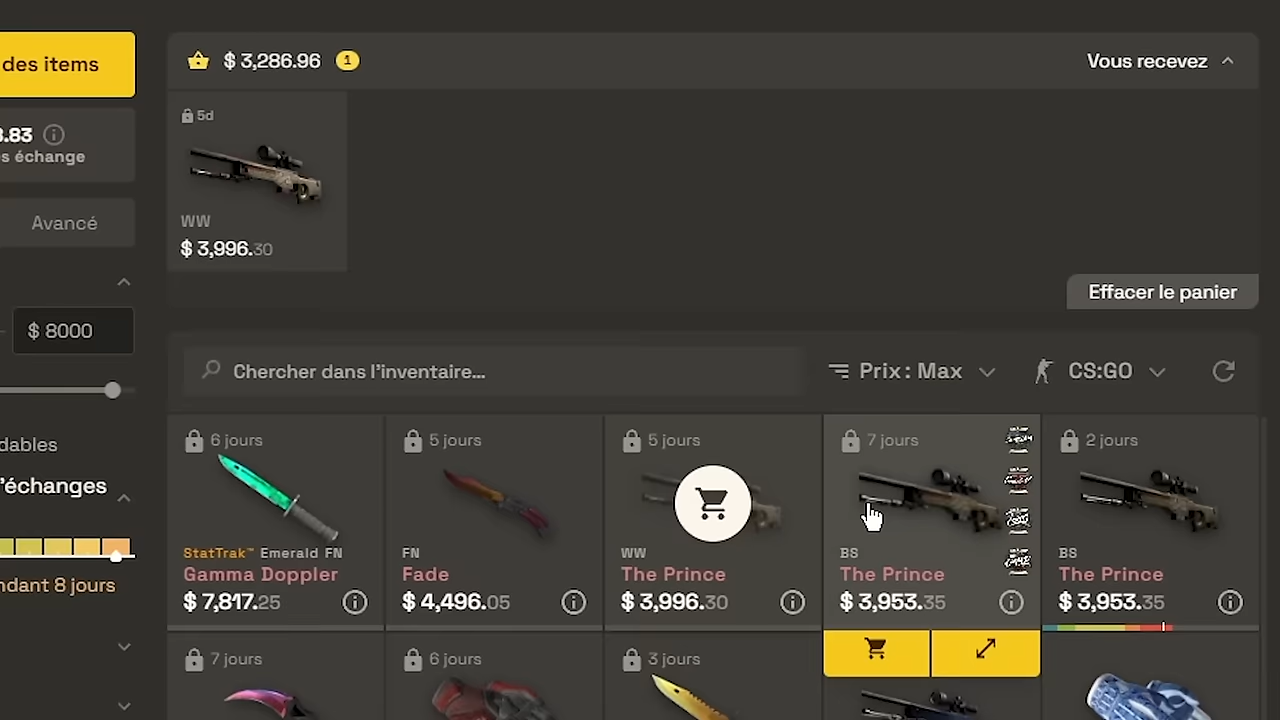 des items
$ 3,286.96 1
Vous recevez
.83
s échange
5d
WW
$ 3,996.30
Avancé
Effacer le panier
$ 8000
Chercher dans l'inventaire...
Prix : Max
CS:GO
dables
'échanges
ndant 8 jours
6 jours
StatTrak™ Emerald FN
Gamma Doppler
$ 7,817.25
5 jours
FN
Fade
$ 4,496.05
5 jours
WW
The Prince
$ 3,996.30
7 jours
BS
The Prince
$ 3,953.35
2 jours
BS
The Prince
$ 3,953.35
7 jours
6 jours
3 jours